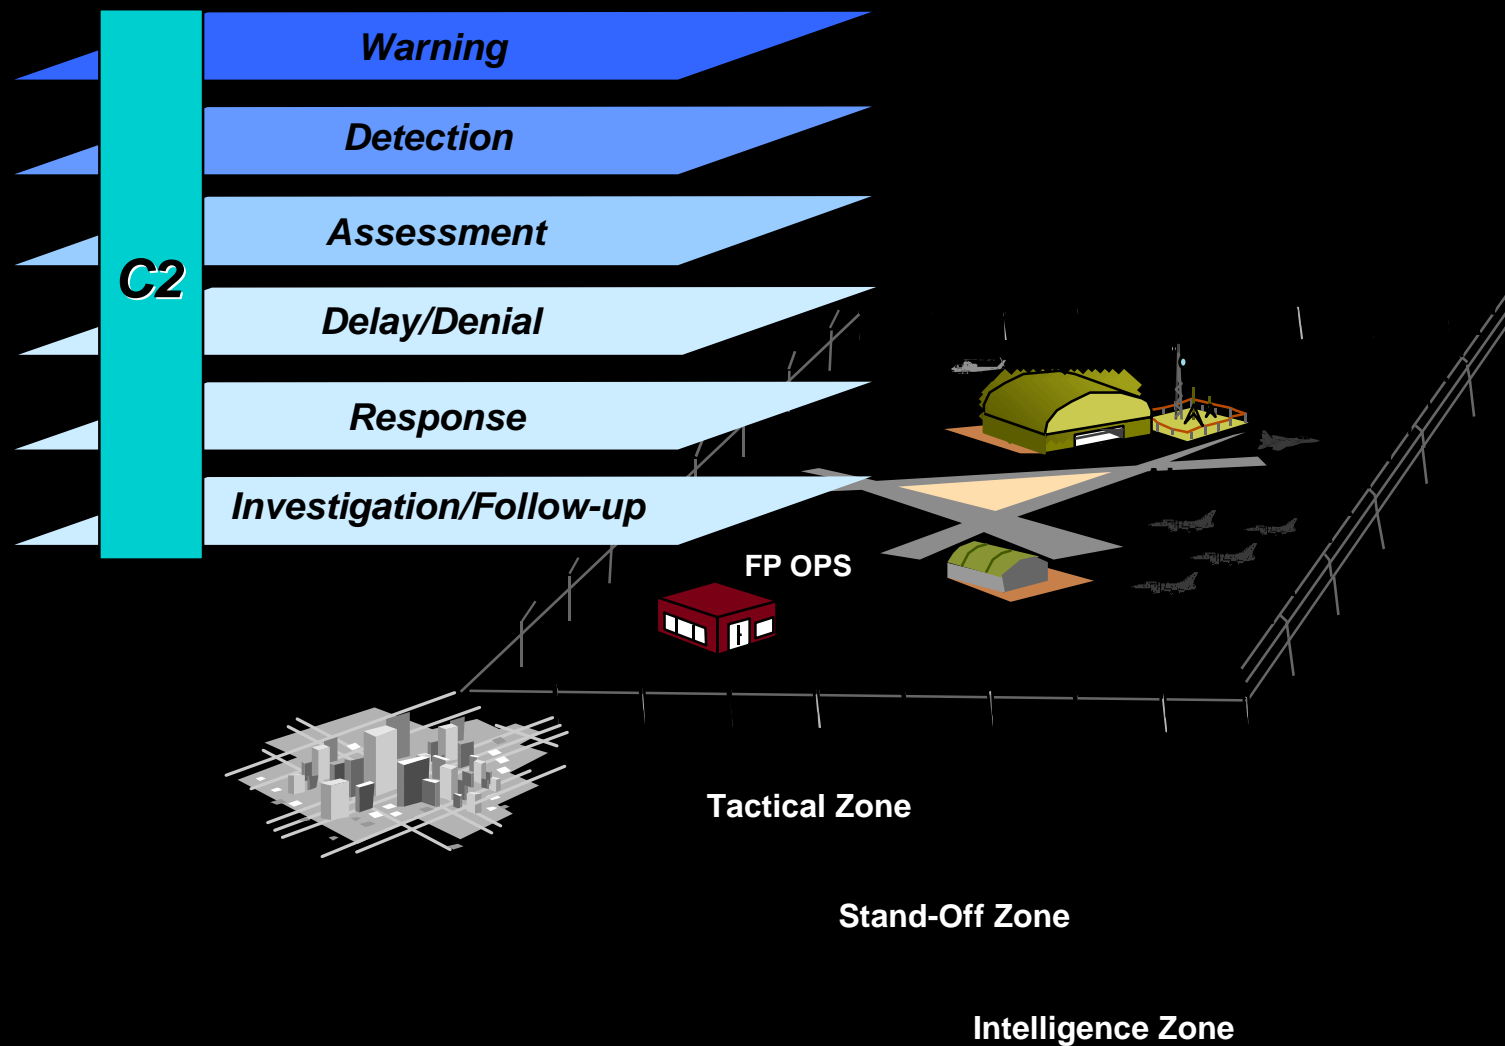 Warning
Detection
Assessment
C2
Delay/Denial
Response
Investigation/Follow-up
FP OPS
Tactical Zone
Stand-Off Zone
Intelligence Zone